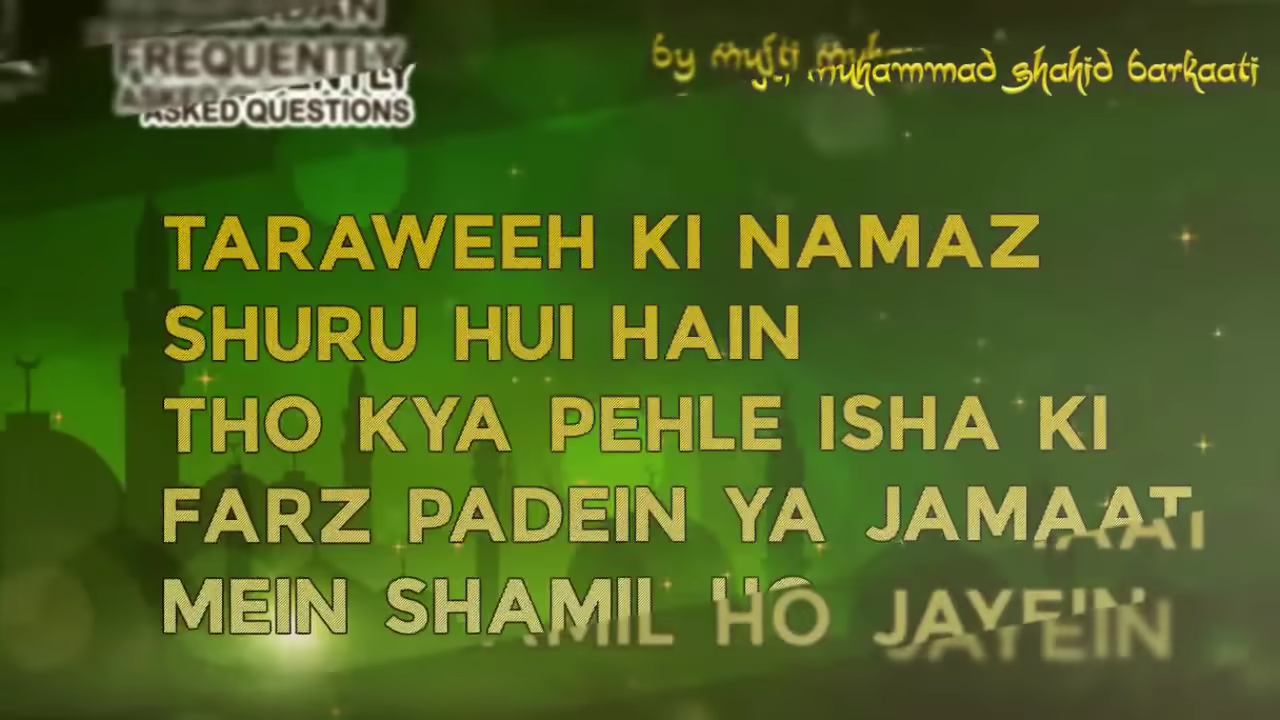 FREQUENTLY
ASKED QUESTIONS
by mufti muhammad shahid barkaati
TARAWEEH KI NAMAZ
SHURU HUI HAIN
THO KYA PEHLE ISHA KI
FARZ PADEIN YA JAMAAT
MEIN SHAMIL HO JAYEIN